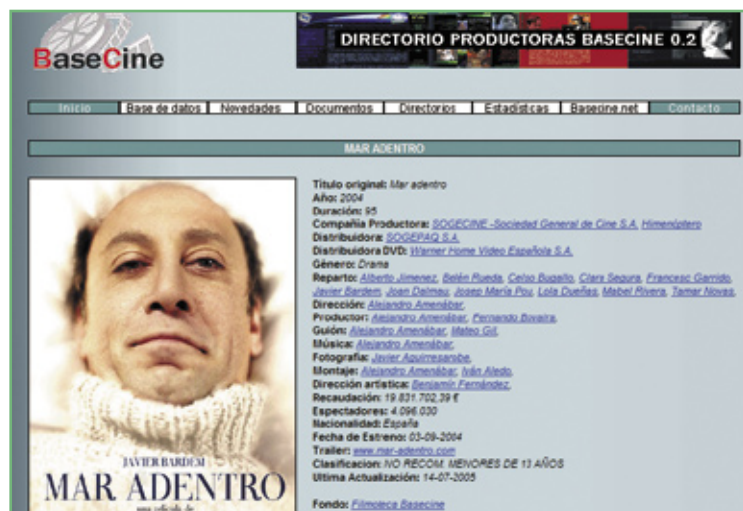 BaseCine
DIRECTORIO PRODUCTORAS BASECINE 0.2
Inicio Base de datos Novedades Documentos Directorios Estadísticas Basecine.net Contacto
MAR ADENTRO
Título original: Mar adentro
Año: 2004
Duración: 95
Compañia Productora: SOGECINE -Sociedad General de Cine S.A, Himenóptero
Distribuidora: SOGEPAQ S.A.
Distribuidora DVD: Warner Home Video Española S.A.
Género: Drama
Reparto: Alberto Jimenez, Belén Rueda, Celso Bugallo, Clara Segura, Francesc Garrido,
Javier Bardem, Joan Dalmau, Josep María Pou, Lola Dueñas, Mabel Rivera, Tamar Novas,
Dirección: Alejandro Amenábar,
Productor: Alejandro Amenábar, Fernando Bovaira,
Guión: Alejandro Amenábar, Mateo Gil,
Música: Alejandro Amenábar,
Fotografía: Javier Aguirresarobe,
Montaje: Alejandro Amenábar, Iván Aledo,
Dirección artística: Benjamín Fernández,
Recaudación: 19.831.702,39 €
Espectadores: 4.096.030
Nacionalidad: España
Fecha de Estreno: 03-09-2004
Trailer: www.mar-adentro.com
Clasificacion: NO RECOM. MENORES DE 13 AÑOS
Ultima Actualización: 14-07-2005
Fondo: Filmoteca Basecine
JAVIER BARDEM
MAR ADENTRO
una película de